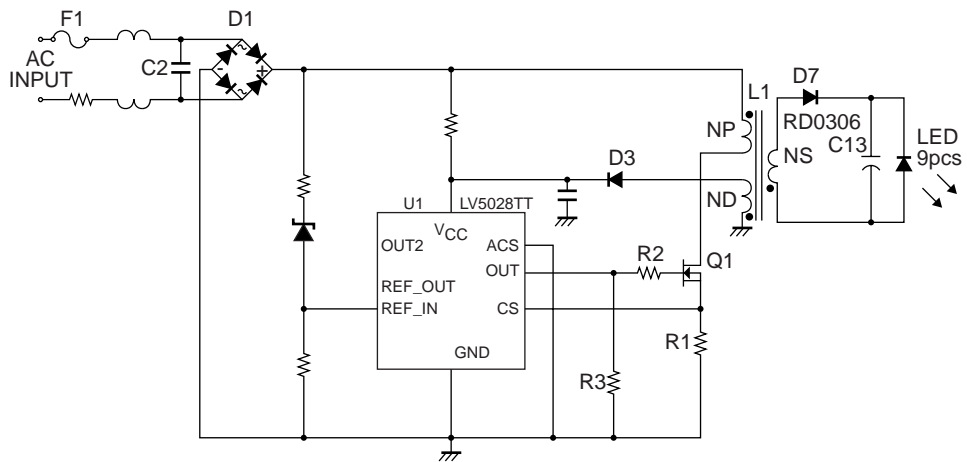 F1
D1
AC
INPUT
C2
~
~
-
+
D7
L1
RD0306
NP
C13
LED
9pcs
NS
D3
ND
U1
LV5028TT
VCC
OUT2
ACS
OUT
R2
Q1
REF_OUT
REF_IN
CS
R1
GND
R3